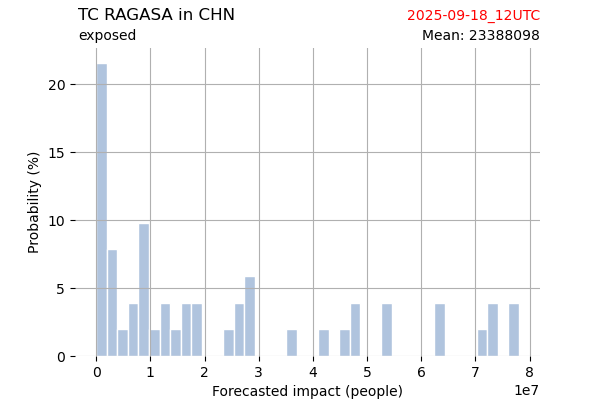 TC RAGASA in CHN
2025-09-18_12UTC
exposed
Mean: 23388098
20
15
10
5
0
Probability (%)
0 1 2 3 4 5 6 7 8
1e7
Forecasted impact (people)